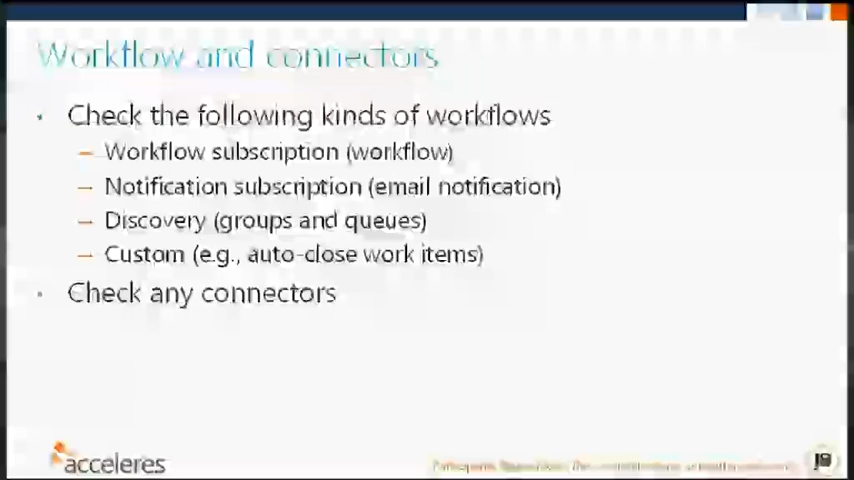 Workflow and connectors
• Check the following kinds of workflows
– Workflow subscription (workflow)
– Notification subscription (email notification)
– Discovery (groups and queues)
– Custom (e.g., auto-close work items)
• Check any connectors
acceleres